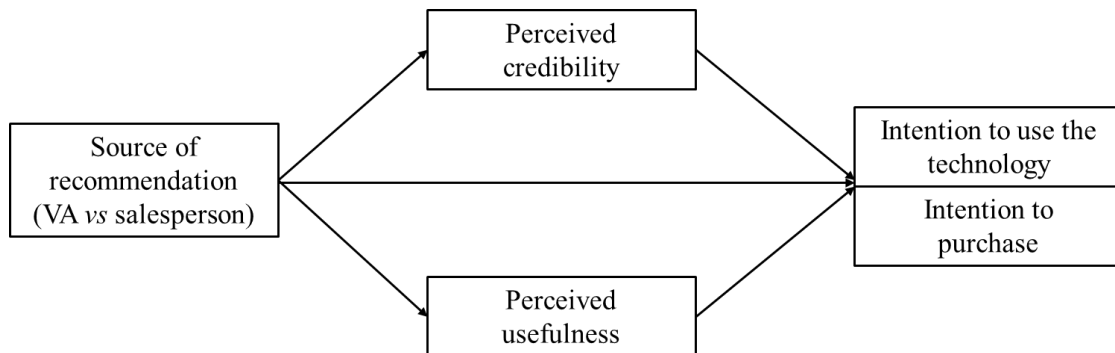 Perceived
credibility
Source of
recommendation
(VA vs salesperson)
Intention to use the
technology
Intention to
purchase
Perceived
usefulness